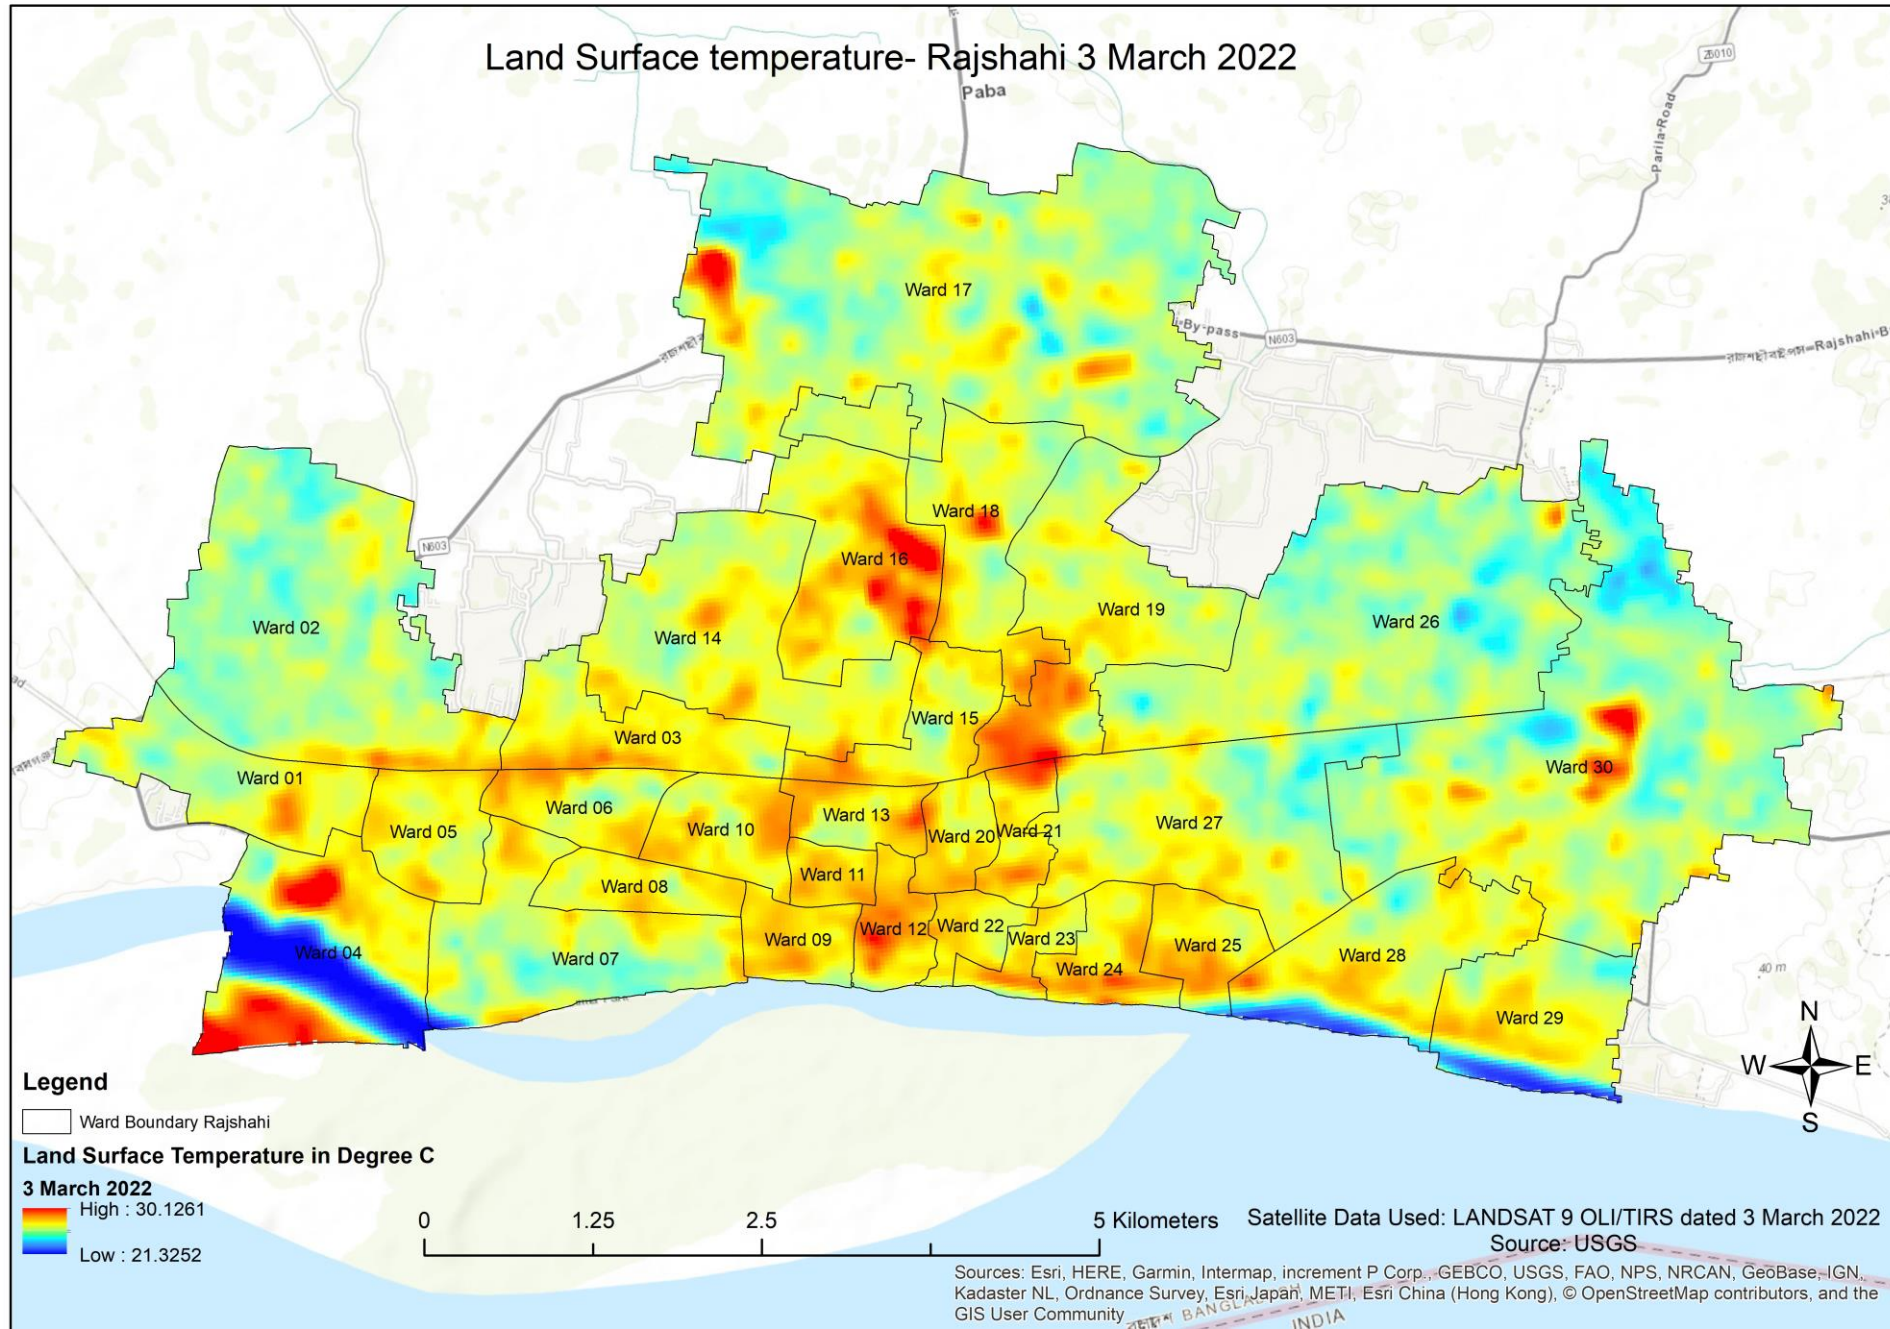 Land Surface temperature- Rajshahi 3 March 2022
Paba
Z6010
Parila-Road
i-By-pass
N603
Rajshahi-B
N603
Ward 17
Ward 18
Ward 16
Ward 19
Ward 26
Ward 02
Ward 14
Ward 15
Ward 03
Ward 30
Ward 01
Ward 05
Ward 06
Ward 10
Ward 13
Ward 20
Ward 21
Ward 27
Ward 08
Ward 11
Ward 04
Ward 07
Ward 09
Ward 12
Ward 22
Ward 23
Ward 24
Ward 25
Ward 28
Ward 29
40 m
N
W E
S
Legend
Ward Boundary Rajshahi
Land Surface Temperature in Degree C
3 March 2022
High : 30.1261
Low : 21.3252
0 1.25 2.5 5 Kilometers
Satellite Data Used: LANDSAT 9 OLI/TIRS dated 3 March 2022
Source: USGS
Sources: Esri, HERE, Garmin, Intermap, increment P Corp., GEBCO, USGS, FAO, NPS, NRCAN, GeoBase, IGN,
Kadaster NL, Ordnance Survey, Esri Japan, METI, Esri China (Hong Kong), © OpenStreetMap contributors, and the
GIS User Community
BANGLADESH
INDIA